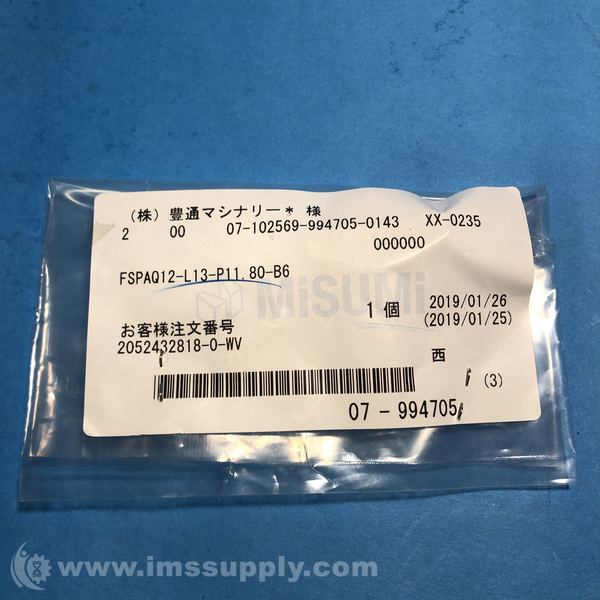 （株）豊通マシナリー＊ 様
2 00 07-102569-994705-0143 XX-0235
000000
FSPAQ12-L13-P11.80-B6
MiSUMi
1個 2019/01/26
(2019/01/25)
お客様注文番号
2052432818-0-WV
西
(3)
07 - 994705
IMS
www.imssupply.com